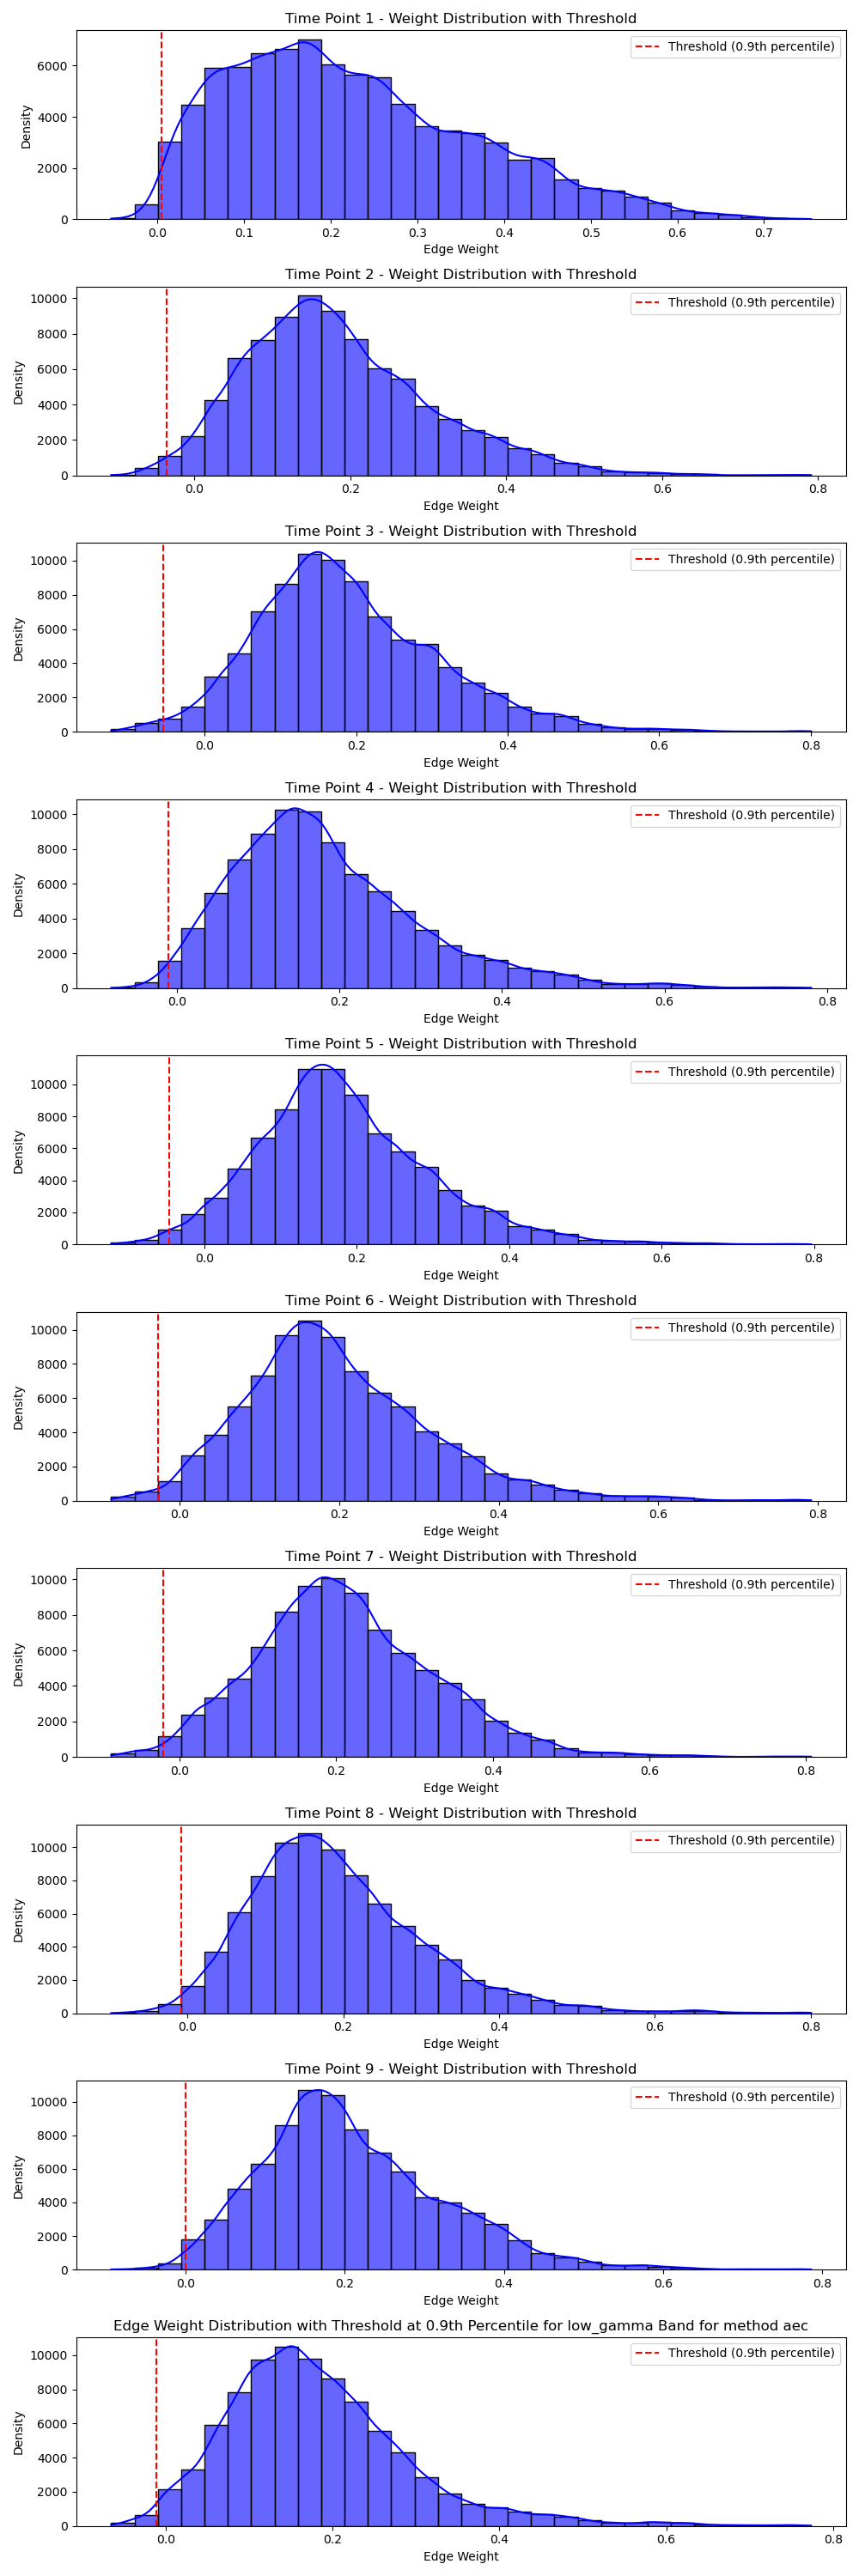 Time Point 1 - Weight Distribution with Threshold
Threshold (0.9th percentile)
Density
6000
4000
2000
0
0.0 0.1 0.2 0.3 0.4 0.5 0.6 0.7
Edge Weight
Time Point 2 - Weight Distribution with Threshold
Threshold (0.9th percentile)
Density
10000
8000
6000
4000
2000
0
0.0 0.2 0.4 0.6 0.8
Edge Weight
Time Point 3 - Weight Distribution with Threshold
Threshold (0.9th percentile)
Density
10000
8000
6000
4000
2000
0
0.0 0.2 0.4 0.6 0.8
Edge Weight
Time Point 4 - Weight Distribution with Threshold
Threshold (0.9th percentile)
Density
10000
8000
6000
4000
2000
0
0.0 0.2 0.4 0.6 0.8
Edge Weight
Time Point 5 - Weight Distribution with Threshold
Threshold (0.9th percentile)
Density
10000
8000
6000
4000
2000
0
0.0 0.2 0.4 0.6 0.8
Edge Weight
Time Point 6 - Weight Distribution with Threshold
Threshold (0.9th percentile)
Density
10000
8000
6000
4000
2000
0
0.0 0.2 0.4 0.6 0.8
Edge Weight
Time Point 7 - Weight Distribution with Threshold
Threshold (0.9th percentile)
Density
10000
8000
6000
4000
2000
0
0.0 0.2 0.4 0.6 0.8
Edge Weight
Time Point 8 - Weight Distribution with Threshold
Threshold (0.9th percentile)
Density
10000
8000
6000
4000
2000
0
0.0 0.2 0.4 0.6 0.8
Edge Weight
Time Point 9 - Weight Distribution with Threshold
Threshold (0.9th percentile)
Density
10000
8000
6000
4000
2000
0
0.0 0.2 0.4 0.6 0.8
Edge Weight
Edge Weight Distribution with Threshold at 0.9th Percentile for low_gamma Band for method aec
Threshold (0.9th percentile)
Density
10000
8000
6000
4000
2000
0
0.0 0.2 0.4 0.6 0.8
Edge Weight